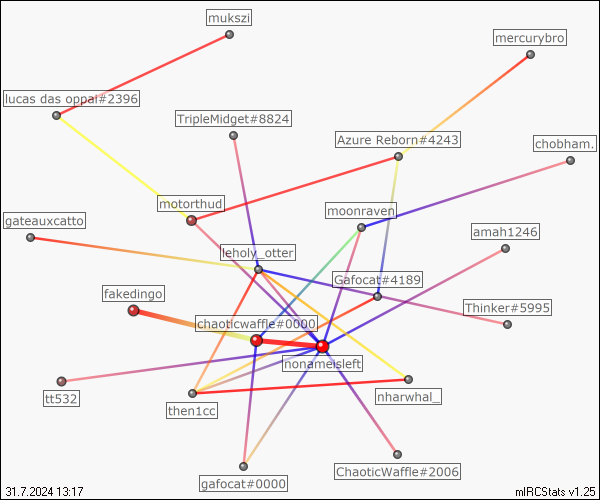 mukszi
mercurybro
lucas das oppai#2396
TripleMidget#8824
Azure Reborn#4243
chobham.
motorthud
moonraven
gateauxcatto
amah1246
leholy_otter
Gafocat#4189
fakedingo
Thinker#5995
chaoticwaffle#0000
nonameisleft
tt532
nharwhal_
then1cc
ChaoticWaffle#2006
gafocat#0000
31.7.2024 13:17
mIRCStats v1.25